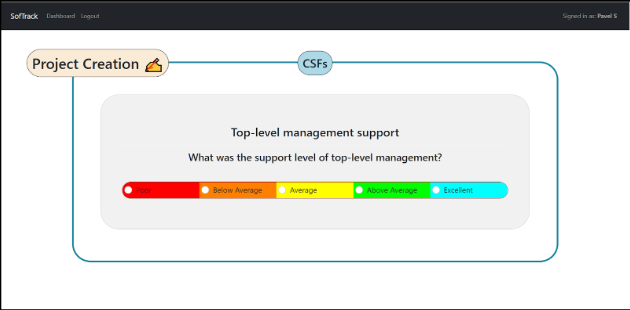 SofTrack Dashboard Logout Signed in as: Pavel S
Project Creation ✍
CSFs
Top-level management support
What was the support level of top-level management?
Poor Below Average Average Above Average Excellent